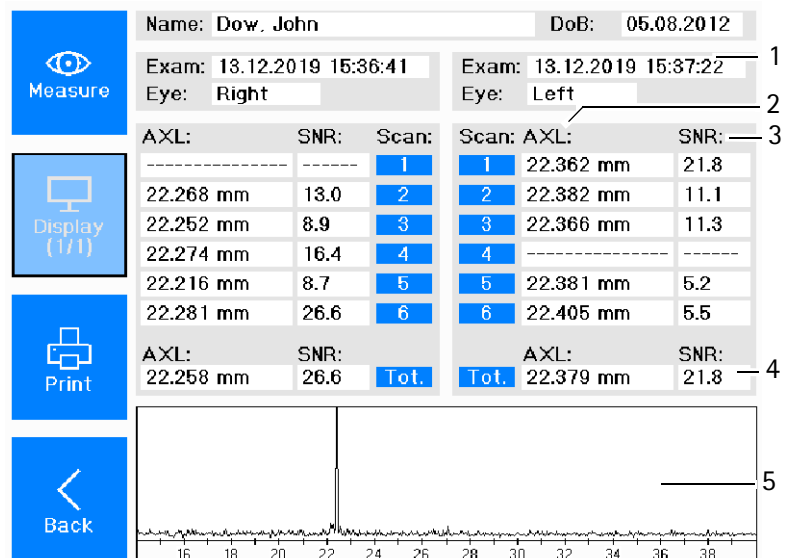 Name: Dow, John DoB: 05.08.2012
Measure
Exam: 13.12.2019 15:36:41 Exam: 13.12.2019 15:37:22 1
Eye: Right Eye: Left
2
AXL: SNR: Scan: Scan: AXL: SNR: 3
--------------- ------ 1 1 22.362 mm 21.8
22.268 mm 13.0 2 2 22.382 mm 11.1
Display
(1/1)
22.252 mm 8.9 3 3 22.366 mm 11.3
22.274 mm 16.4 4 4 --------------- ------
22.216 mm 8.7 5 5 22.381 mm 5.2
22.281 mm 26.6 6 6 22.405 mm 5.5
Print
AXL: SNR: AXL: SNR:
22.258 mm 26.6 Tot. Tot. 22.379 mm 21.8 4
5
Back
16 18 20 22 24 26 28 30 32 34 36 38